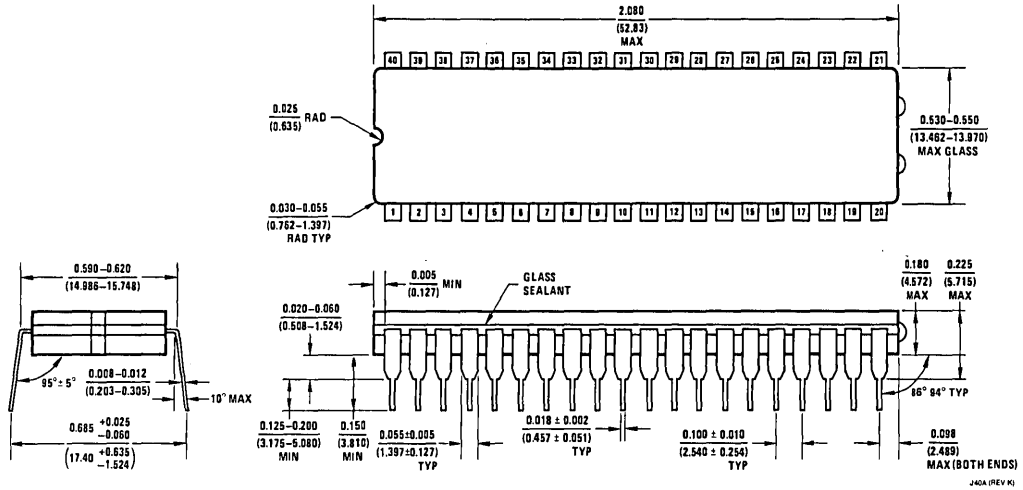 2.080
(52.83)
MAX
40 39 38 37 36 35 34 33 32 31 30 29 28 27 26 25 24 23 22 21
0.025
(0.635) RAD
0.530–0.550
(13.462–13.970)
MAX GLASS
0.030–0.055
(0.762–1.397)
RAD TYP
1 2 3 4 5 6 7 8 9 10 11 12 13 14 15 16 17 18 19 20
0.590–0.620
(14.986–15.748)
95° ± 5°
0.008–0.012
(0.203–0.305)
10° MAX
0.685 +0.025 −0.060
(17.40 +0.635 −1.524)
0.005
(0.127) MIN
GLASS
SEALANT
0.020–0.060
(0.508–1.524)
0.180
(4.572)
MAX
0.225
(5.715)
MAX
86° 94° TYP
0.125–0.200
(3.175–5.080)
MIN
0.150
(3.810)
MIN
0.055±0.005
(1.397±0.127)
TYP
0.018 ± 0.002
(0.457 ± 0.051)
TYP
0.100 ± 0.010
(2.540 ± 0.254)
TYP
0.098
(2.489)
MAX (BOTH ENDS)
J40A (REV K)